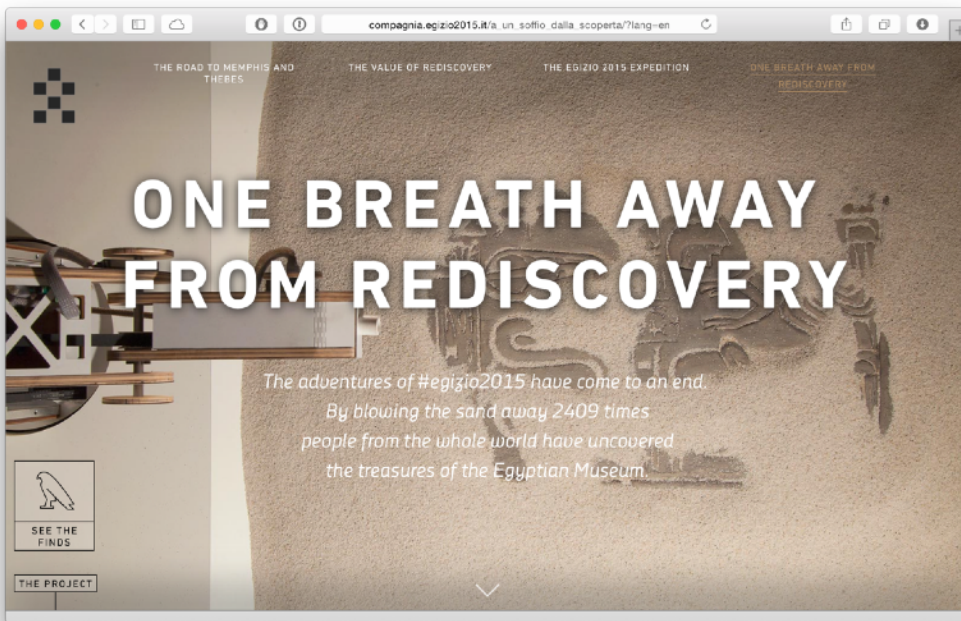 compagnia.egizio2015.it/a_un_soffio_dalla_scoperta/?lang=en
THE ROAD TO MEMPHIS AND
THEBES
THE VALUE OF REDISCOVERY
THE EGIZIO 2015 EXPEDITION
ONE BREATH AWAY FROM
REDISCOVERY
ONE BREATH AWAY
FROM REDISCOVERY
The adventures of #egizio2015 have come to an end.
By blowing the sand away 2409 times
people from the whole world have uncovered
the treasures of the Egyptian Museum.
SEE THE
FINDS
THE PROJECT